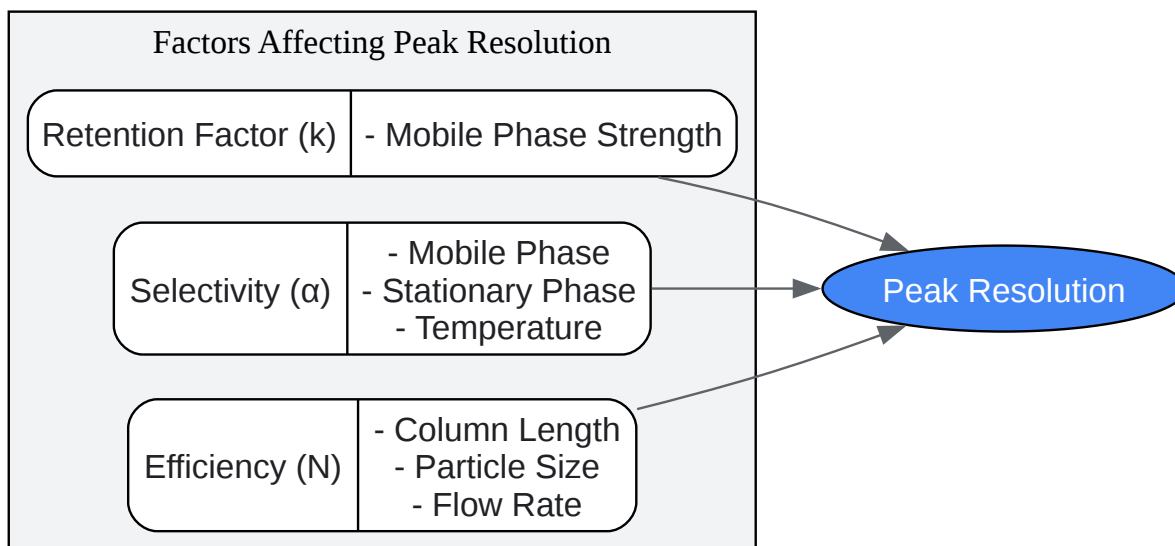 Factors Affecting Peak Resolution
Retention Factor (k)
- Mobile Phase Strength
Selectivity (α)
- Mobile Phase
- Stationary Phase
- Temperature
Efficiency (N)
- Column Length
- Particle Size
- Flow Rate
Peak Resolution